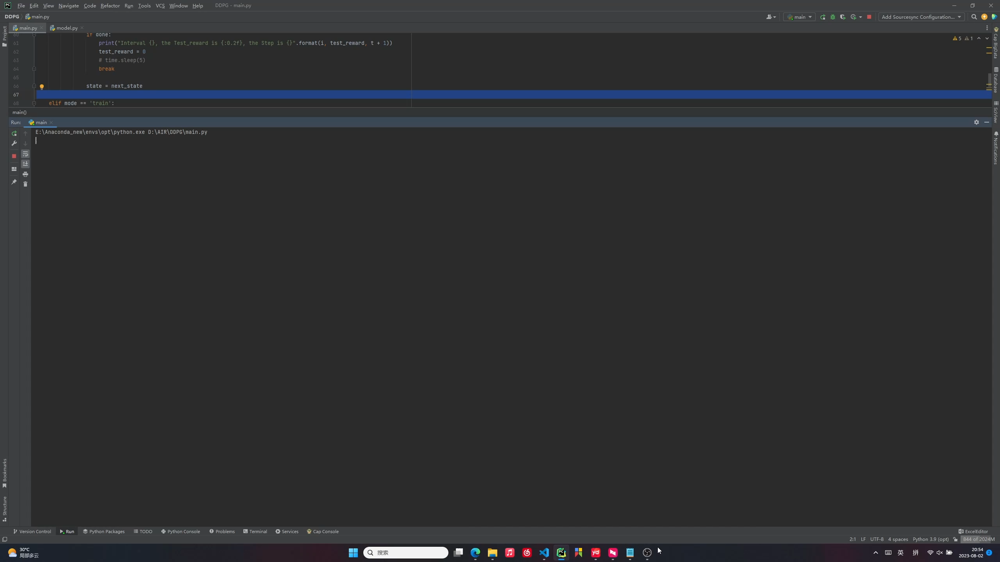 PC File Edit View Navigate Code Refactor Run Tools VCS Window Help DDPG - main.py
DDPG main.py main Add Sourcesync Configuration...
main.py model.py
Project
60 if done:
61 print("Interval {}, the Test_reward is {:0.2f}, the Step is {}".format(i, test_reward, t + 1))
5 1
62 test_reward = 0
63 # time.sleep(5)
64 break
65
66 state = next_state
67
68 elif mode == 'train':
main()
Cap BigData
Database
SciView
Notifications
Run: main
E:\Anaconda_new\envs\opt\python.exe D:\AIR\DDPG\main.py
Bookmarks
Structure
Version Control Run Python Packages TODO Python Console Problems Terminal Services Cap Console ExcelEditor
2:1 LF UTF-8 4 spaces Python 3.9 (opt) 844 of 2024M
30°C
局部多云
搜索
PC
yd
英 拼
20:54
2023-08-02
2